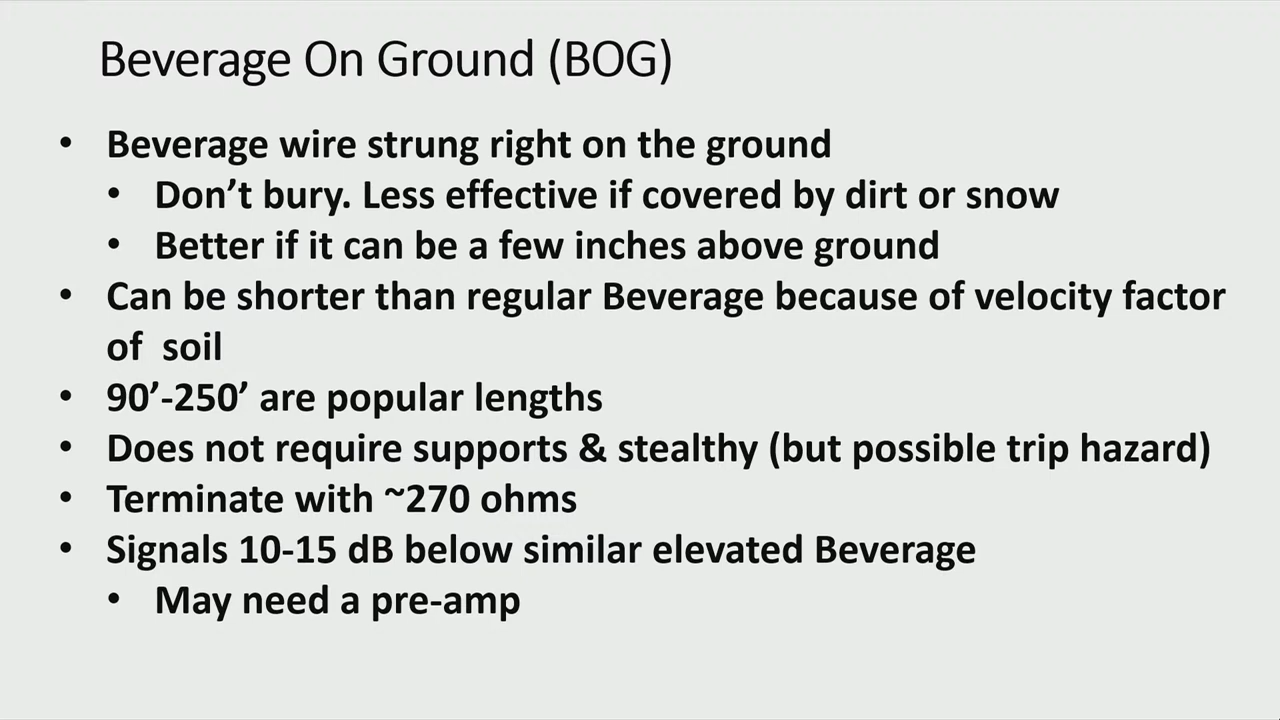 Beverage On Ground (BOG)
• Beverage wire strung right on the ground
• Don’t bury. Less effective if covered by dirt or snow
• Better if it can be a few inches above ground
• Can be shorter than regular Beverage because of velocity factor
of  soil
• 90’-250’ are popular lengths
• Does not require supports & stealthy (but possible trip hazard)
• Terminate with ~270 ohms
• Signals 10-15 dB below similar elevated Beverage
• May need a pre-amp